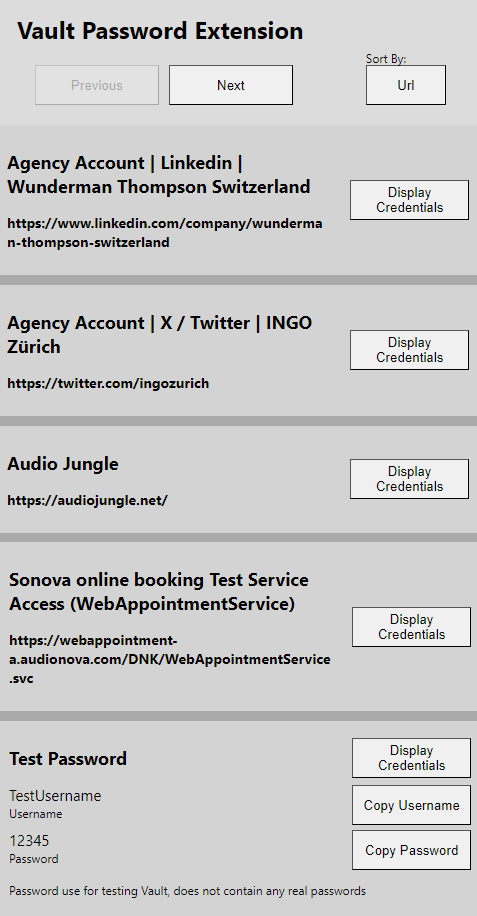 Vault Password Extension
Sort By:
Previous
Next
Url
Agency Account | Linkedin |
Wunderman Thompson Switzerland
Display
Credentials
https://www.linkedin.com/company/wunderma
n-thompson-switzerland
Agency Account | X / Twitter | INGO
Zürich
Display
Credentials
https://twitter.com/ingozurich
Audio Jungle
Display
Credentials
https://audiojungle.net/
Sonova online booking Test Service
Access (WebAppointmentService)
Display
Credentials
https://webappointment-
a.audionova.com/DNK/WebAppointmentService
.svc
Test Password
Display
Credentials
TestUsername
Username
Copy Username
12345
Password
Copy Password
Password use for testing Vault, does not contain any real passwords